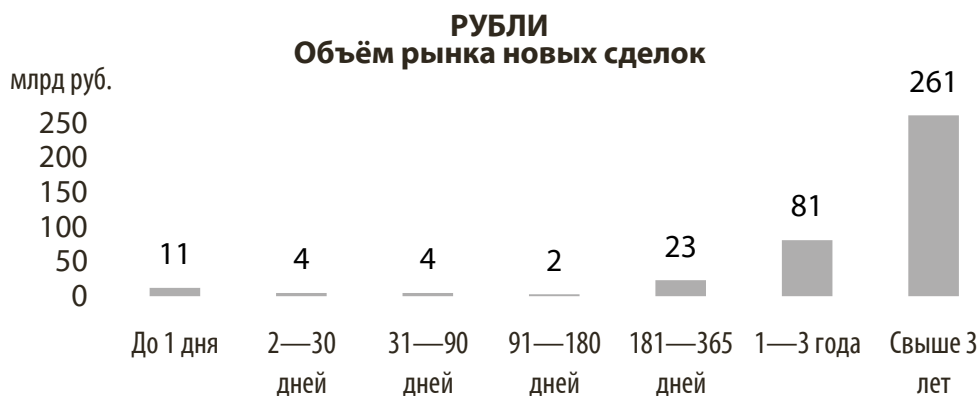 РУБЛИ
Объём рынка новых сделок
млрд руб.
250
200
150
100
50
0
11
4
4
2
23
81
261
До 1 дня
2—30
дней
31—90
дней
91—180
дней
181—365
дней
1—3 года
Свыше 3
лет